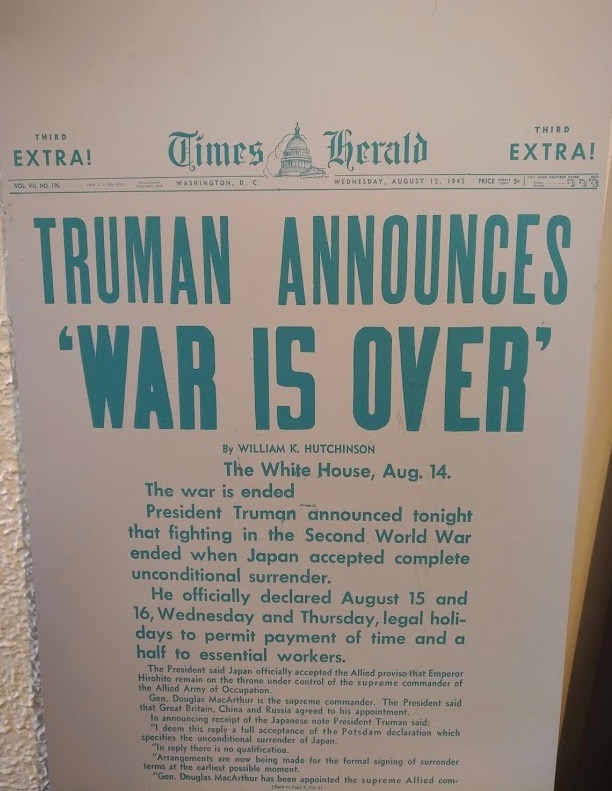 THIRD
EXTRA!
Times Herald
THIRD
EXTRA!
VOL. VII, NO. 196
WASHINGTON, D. C.
WEDNESDAY, AUGUST 15, 1945
PRICE 5c
TRUMAN ANNOUNCES
'WAR IS OVER'
By WILLIAM K. HUTCHINSON
The White House, Aug. 14.
The war is ended
President Truman announced tonight
that fighting in the Second World War
ended when Japan accepted complete
unconditional surrender.
He officially declared August 15 and
16, Wednesday and Thursday, legal holi-
days to permit payment of time and a
half to essential workers.
The President said Japan officially accepted the Allied proviso that Emperor
Hirohito remain on the throne under control of the supreme commander of
the Allied Army of Occupation.
Gen. Douglas MacArthur is the supreme commander. The President said
that Great Britain, China and Russia agreed to his appointment.
In announcing receipt of the Japanese note President Truman said:
"I deem this reply a full acceptance of the Potsdam declaration which
specifies the unconditional surrender of Japan.
"In reply there is no qualification.
"Arrangements are now being made for the formal signing of surrender
terms at the earliest possible moment.
"Gen. Douglas MacArthur has been appointed the supreme Allied com-